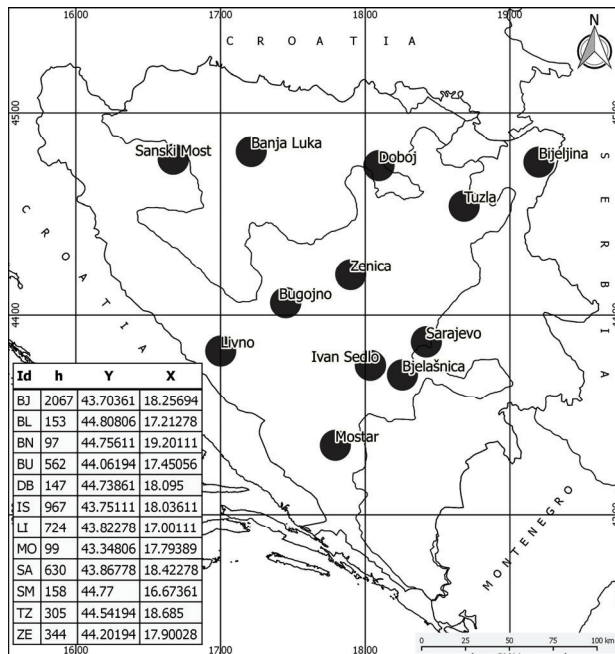 16:00 17:00 18:00 19:00
C R O A T I A
N
45:00
45:00
Sanski Most
Banja Luka
Doboj
Bijeljina
Tuzla
S E R B I A
C R O A T I A
Zenica
Bugojno
44:00
44:00
Livno
Ivan Sedlo
Sarajevo
Bjelašnica
Mostar
MONTENEGRO
Id h Y X
BJ 2067 43.70361 18.25694
BL 153 44.80806 17.21278
BN 97 44.75611 19.20111
BU 562 44.06194 17.45056
DB 147 44.73861 18.095
IS 967 43.75111 18.03611
LI 724 43.82278 17.00111
MO 99 43.34806 17.79389
SA 630 43.86778 18.42278
SM 158 44.77 16.67361
TZ 305 44.54194 18.685
ZE 344 44.20194 17.90028
0 25 50 75 100 km
16:00 17:00 18:00